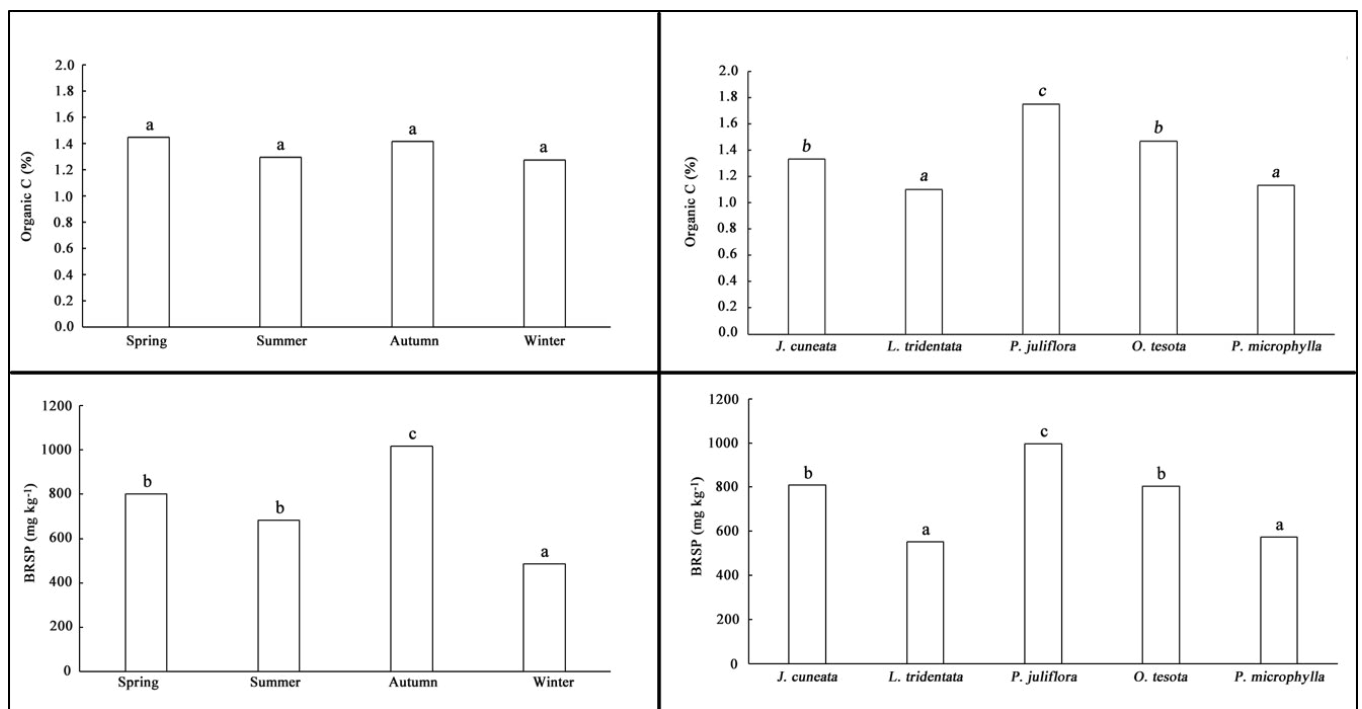 2.0
1.8
1.6
1.4
1.2
1.0
0.8
0.6
0.4
0.2
0.0
Organic C (%)
a
a
a
a
Spring Summer Autumn Winter
2.0
1.8
1.6
1.4
1.2
1.0
0.8
0.6
0.4
0.2
0.0
Organic C (%)
b
a
c
b
a
J. cuneata L. tridentata P. juliflora O. tesota P. microphylla
1200
1000
800
600
400
200
0
BRSP (mg kg-1)
b
b
c
a
Spring Summer Autumn Winter
1200
1000
800
600
400
200
0
BRSP (mg kg-1)
b
a
c
b
a
J. cuneata L. tridentata P. juliflora O. tesota P. microphylla